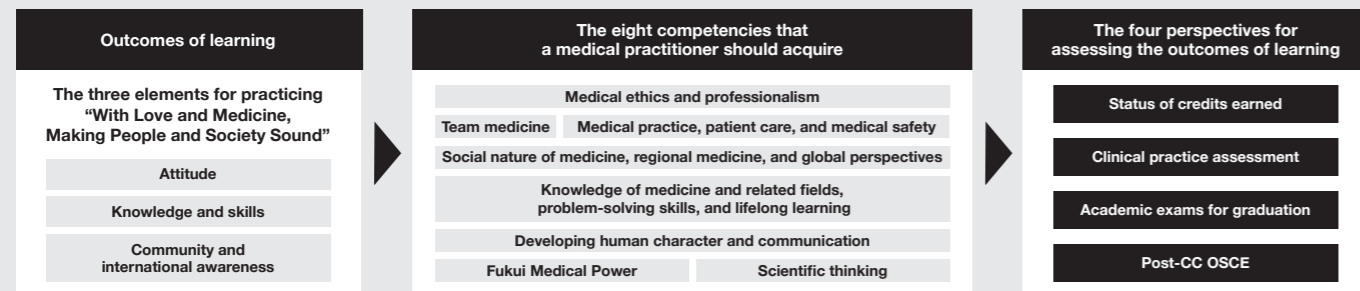 Outcomes of learning
The three elements for practicing
“With Love and Medicine,
Making People and Society Sound”
Attitude
Knowledge and skills
Community and
international awareness
The eight competencies that
a medical practitioner should acquire
Medical ethics and professionalism
Team medicine
Medical practice, patient care, and medical safety
Social nature of medicine, regional medicine, and global perspectives
Knowledge of medicine and related fields,
problem-solving skills, and lifelong learning
Developing human character and communication
Fukui Medical Power
Scientific thinking
The four perspectives for
assessing the outcomes of learning
Status of credits earned
Clinical practice assessment
Academic exams for graduation
Post-CC OSCE